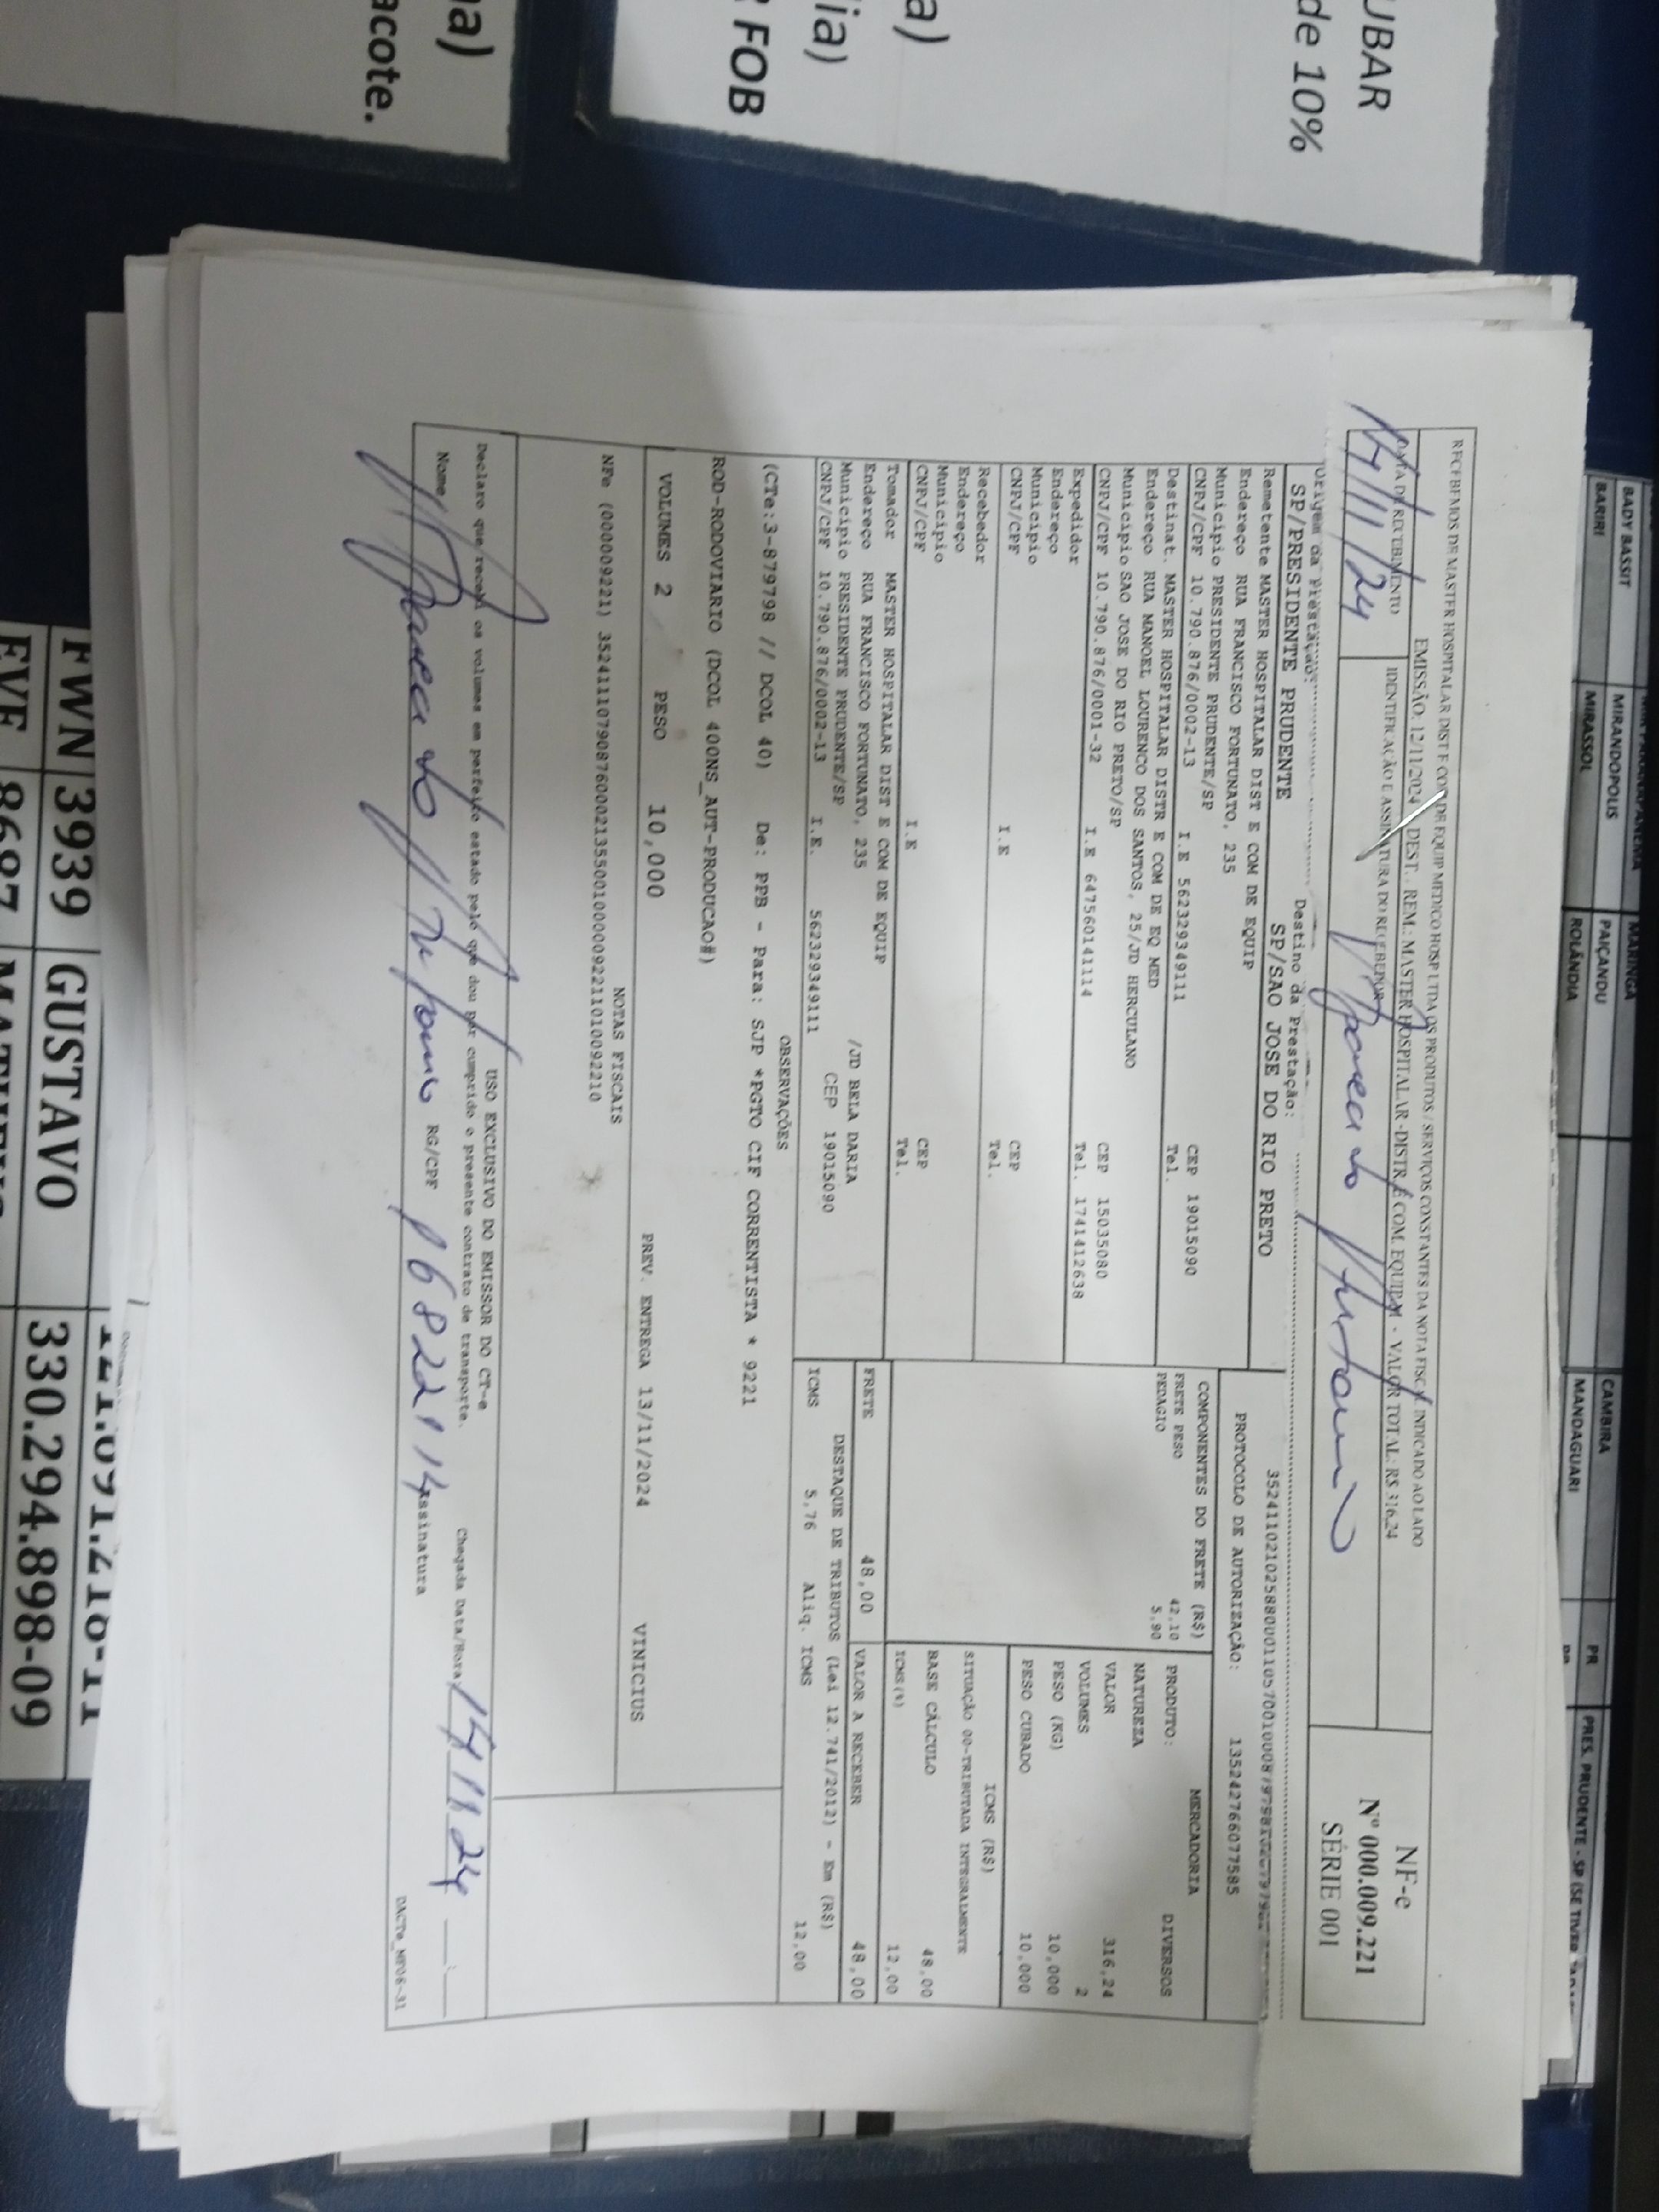 UBAR
de 10%
a)
ia)
FOB
a)
acote.
BADY BASSIT
MIRANDOPOLIS
MARINGÁ
CAMBIRA
PR
PRES. PRUDENTE - SP (SE TIVER
BARIRI
MIRASSOL
PAIÇANDU
MANDAGUARI
ROLÂNDIA
RECEBEMOS DE MASTER HOSPITALAR DIST E COM DE EQUIP MEDICO HOSP LTDA OS PRODUTOS / SERVIÇOS CONSTANTES DA NOTA FISCAL INDICADO AO LADO
EMISSÃO: 12/11/2024 DEST. / REM.: MASTER HOSPITALAR -DISTR E COM. EQUIP.M - VALOR TOTAL: R$ 316,24
DATA DE RECEBIMENTO
IDENTIFICAÇÃO E ASSINATURA DO RECEBEDOR
14/11/24
NF-e
Nº 000.009.221
SÉRIE 001
Origem da Prestação:
Destino da Prestação:
SP/PRESIDENTE PRUDENTE
SP/SAO JOSE DO RIO PRETO
PROTOCOLO DE AUTORIZAÇÃO:
135242766077585
Remetente MASTER HOSPITALAR DIST E COM DE EQUIP
Endereço RUA FRANCISCO FORTUNATO, 235
Município PRESIDENTE PRUDENTE/SP
CEP 19015090
CNPJ/CPF 10.790.876/0002-13 I.E 562329349111
Tel.
Destinat. MASTER HOSPITALAR DISTR E COM DE EQ MED
Endereço RUA MANOEL LOURENCO DOS SANTOS, 25/JD HERCULANO
Município SAO JOSE DO RIO PRETO/SP
CEP 15035080
CNPJ/CPF 10.790.876/0001-32 I.E 647560141114
Tel. 1741412638
Expedidor
Endereço
Município
CEP
CNPJ/CPF
I.E
Tel.
Recebedor
Endereço
Município
CEP
CNPJ/CPF
I.E
Tel.
Tomador MASTER HOSPITALAR DIST E COM DE EQUIP
Endereço RUA FRANCISCO FORTUNATO, 235
/JD BELA DARIA
Município PRESIDENTE PRUDENTE/SP
CEP 19015090
CNPJ/CPF 10.790.876/0002-13 I.E. 562329349111
COMPONENTES DO FRETE (R$)
FRETE PESO 42,10
PEDAGIO 5,90
PRODUTO: MERCADORIA
NATUREZA DIVERSOS
VALOR 316,24
VOLUMES 2
PESO (KG) 10,000
PESO CUBADO 10,000
ICMS (R$)
SITUAÇÃO 00-TRIBUTADA INTEGRALMENTE
BASE CÁLCULO 48,00
ICMS(%) 12,00
FRETE 48,00
VALOR A RECEBER 48,00
DESTAQUE DE TRIBUTOS (Lei 12.741/2012) - Em (R$)
ICMS 5,76 Aliq. ICMS 12,00
OBSERVAÇÕES
(CTe:3-879798 // DCOL 40) De: PPB - Para: SJP *PGTO CIF CORRENTISTA * 9221
ROD-RODOVIARIO (DCOL 400NS_AUT-PRODUCAO#)
VOLUMES 2 PESO 10,000
PREV. ENTREGA 13/11/2024
VINICIUS
NOTAS FISCAIS
NFe (000009221) 35241110790876000213550010000092211010092210
USO EXCLUSIVO DO EMISSOR DO CT-e
Declaro que recebi os volumes em perfeito estado pelo que dou por cumprido o presente contrato de transporte.
Chegada Data/Hora 14/11/24
Nome
RG/CPF 168221 14
Assinatura
DACTe_MP06-31
FWN 3939 GUSTAVO
8687
330.294.898-09